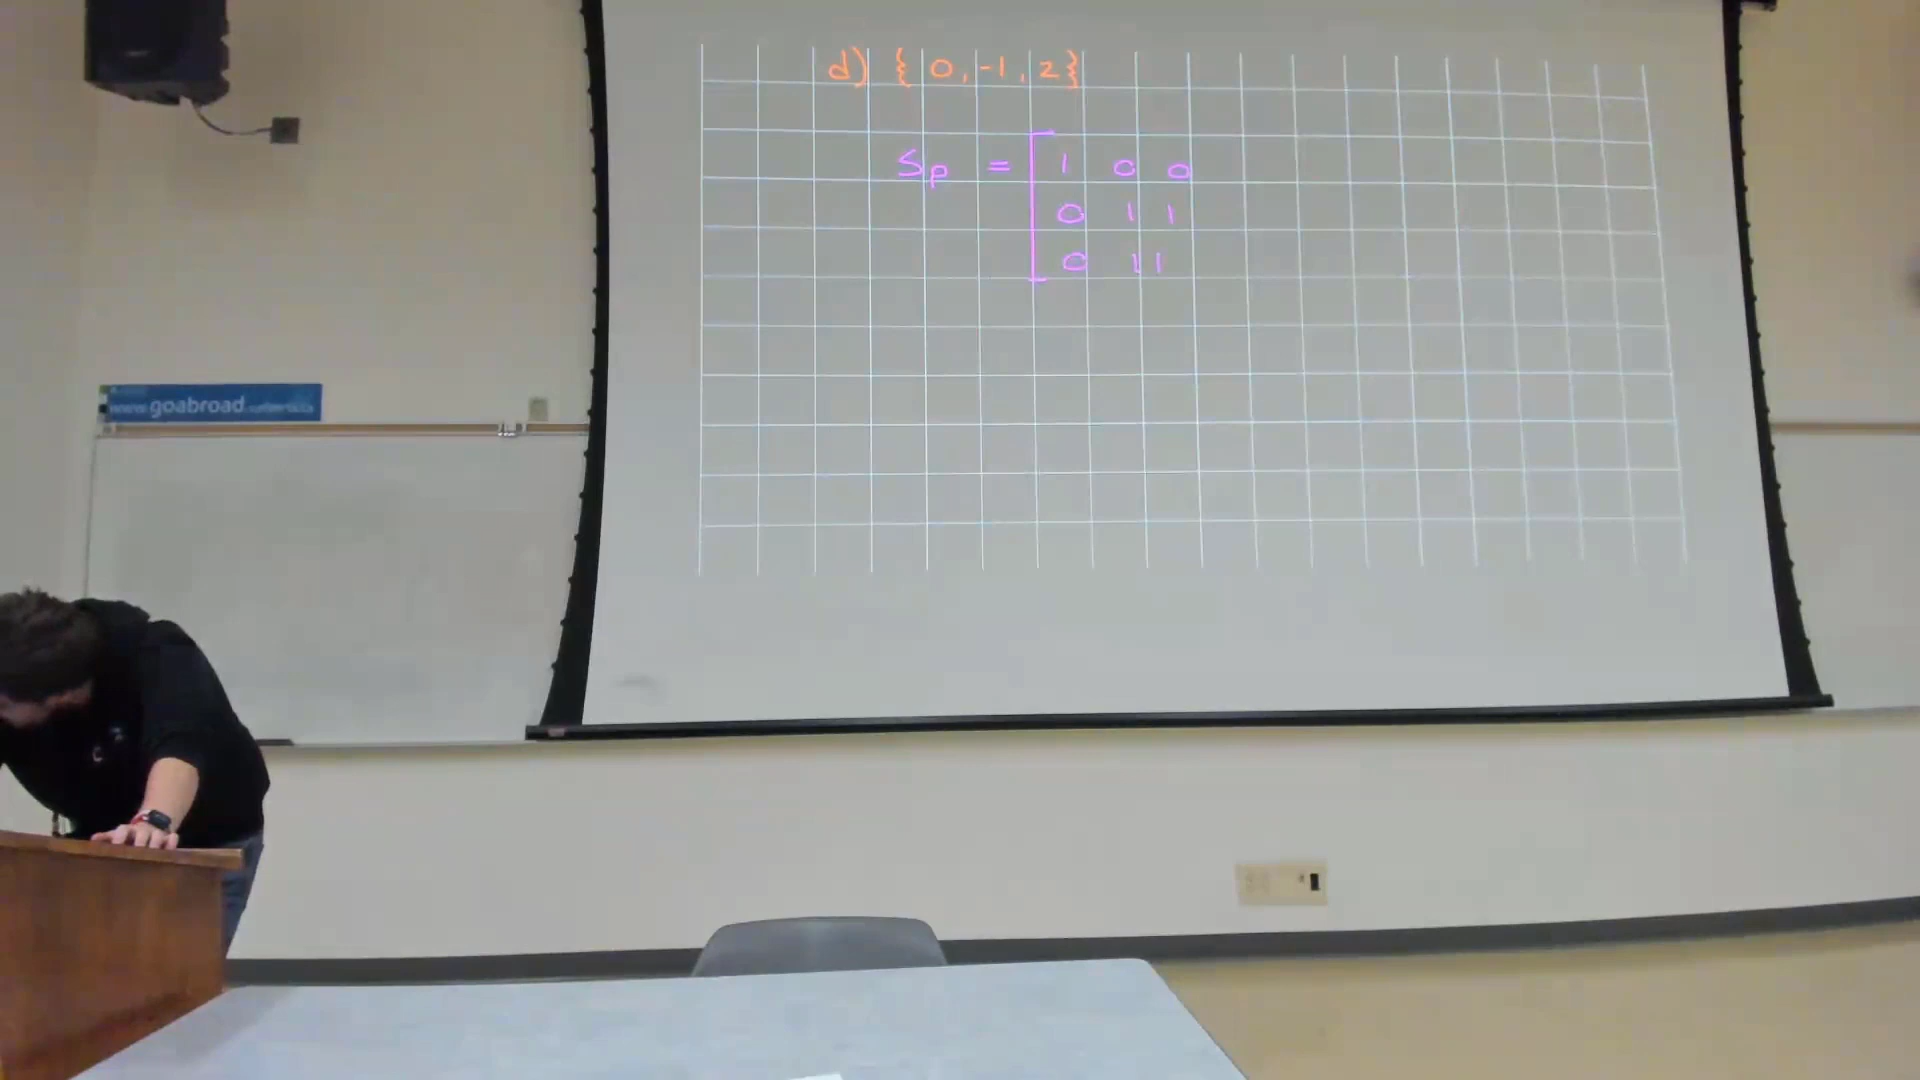 d) { 0, -1, 2}
Sp = [ 1 0 0
0 1 1
0 1 1
www.goabroad